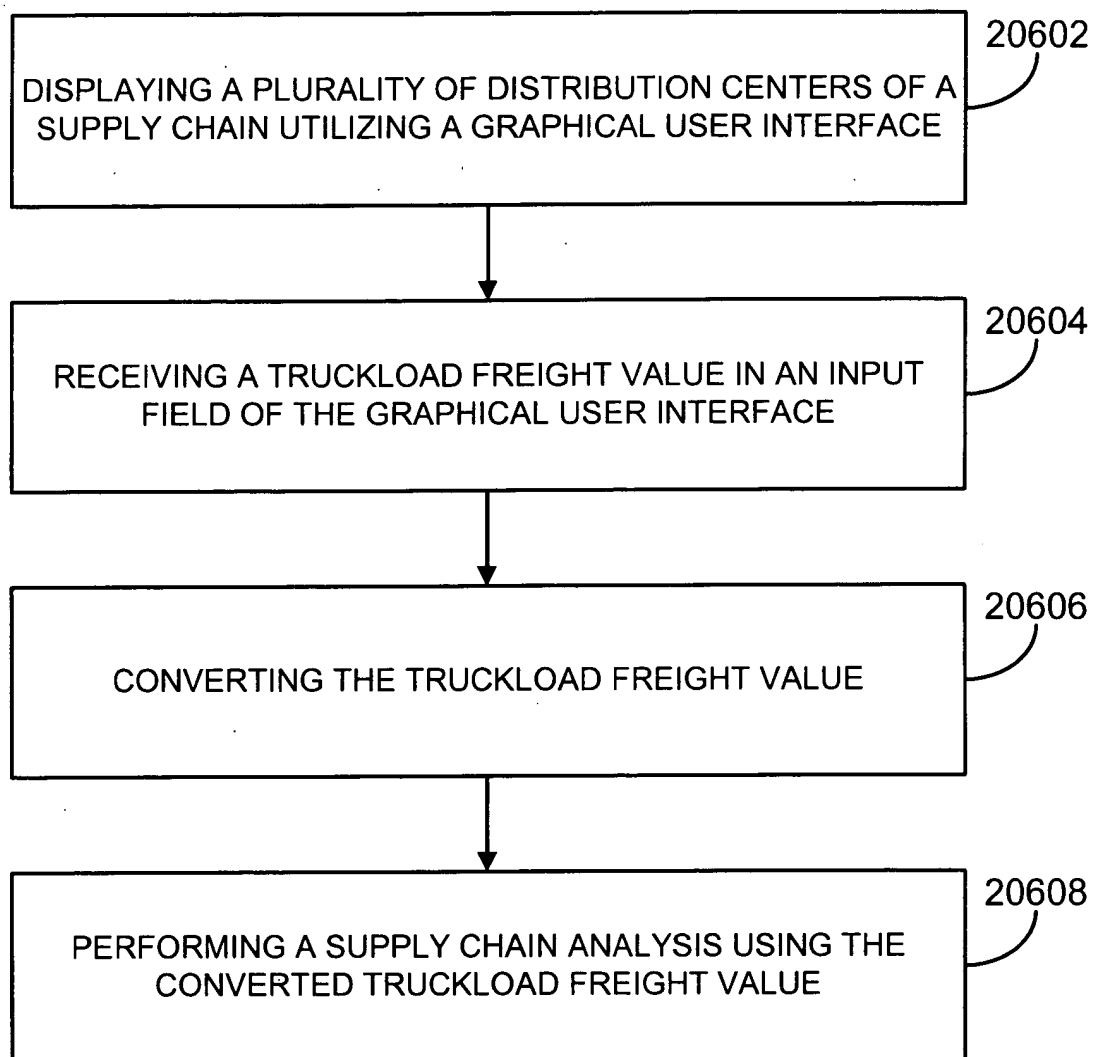 20602
DISPLAYING A PLURALITY OF DISTRIBUTION CENTERS OF A
SUPPLY CHAIN UTILIZING A GRAPHICAL USER INTERFACE
20604
RECEIVING A TRUCKLOAD FREIGHT VALUE IN AN INPUT
FIELD OF THE GRAPHICAL USER INTERFACE
20606
CONVERTING THE TRUCKLOAD FREIGHT VALUE
20608
PERFORMING A SUPPLY CHAIN ANALYSIS USING THE
CONVERTED TRUCKLOAD FREIGHT VALUE